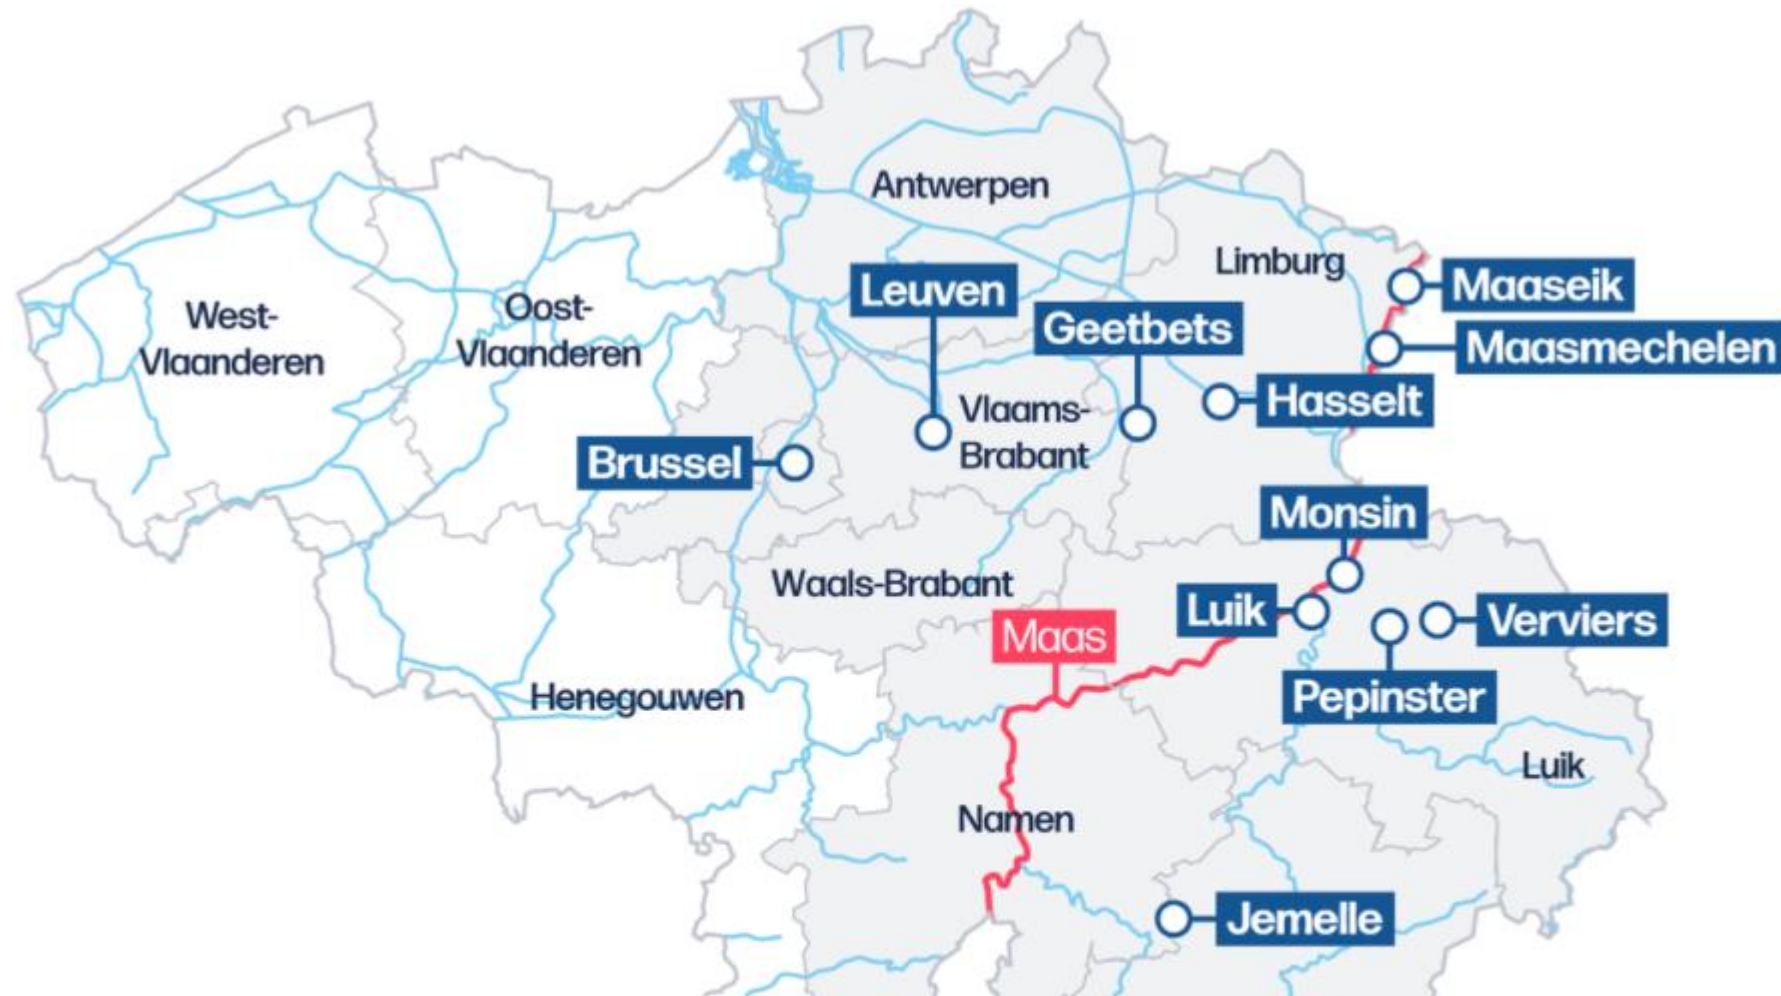 Antwerpen
Limburg
Leuven
Maaseik
West-
Vlaanderen
Oost-
Vlaanderen
Geetbets
Maasmechelen
Hasselt
Vlaams-
Brabant
Brussel
Monsin
Waals-Brabant
Luik
Verviers
Maas
Pepinster
Henegouwen
Luik
Namen
Jemelle